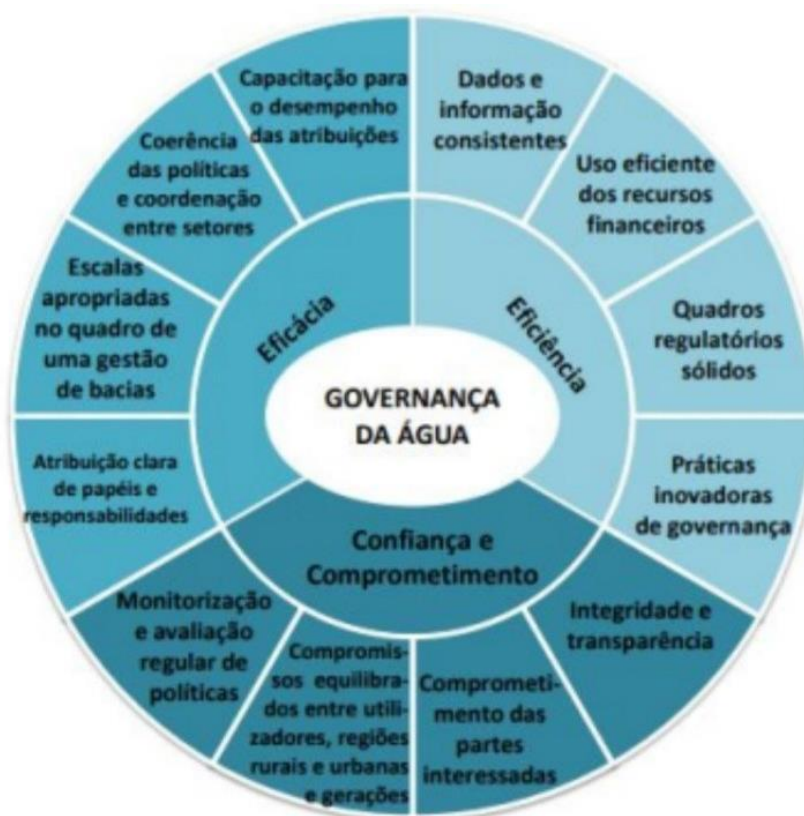 GOVERNANÇA
DA ÁGUA
Eficácia
Capacitação para
o desempenho
das atribuições
Coerência
das políticas
e coordenação
entre setores
Escalas
apropriadas
no quadro de
uma gestão
de bacias
Atribuição clara
de papéis e
responsabilidades
Eficiência
Dados e
informação
consistentes
Uso eficiente
dos recursos
financeiros
Quadros
regulatórios
sólidos
Práticas
inovadoras
de governança
Confiança e
Comprometimento
Integridade e
transparência
Comprometi-
mento das
partes
interessadas
Compromis-
sos equilibra-
dos entre utili-
zadores, regiões
rurais e urbanas
e gerações
Monitorização
e avaliação
regular de
políticas